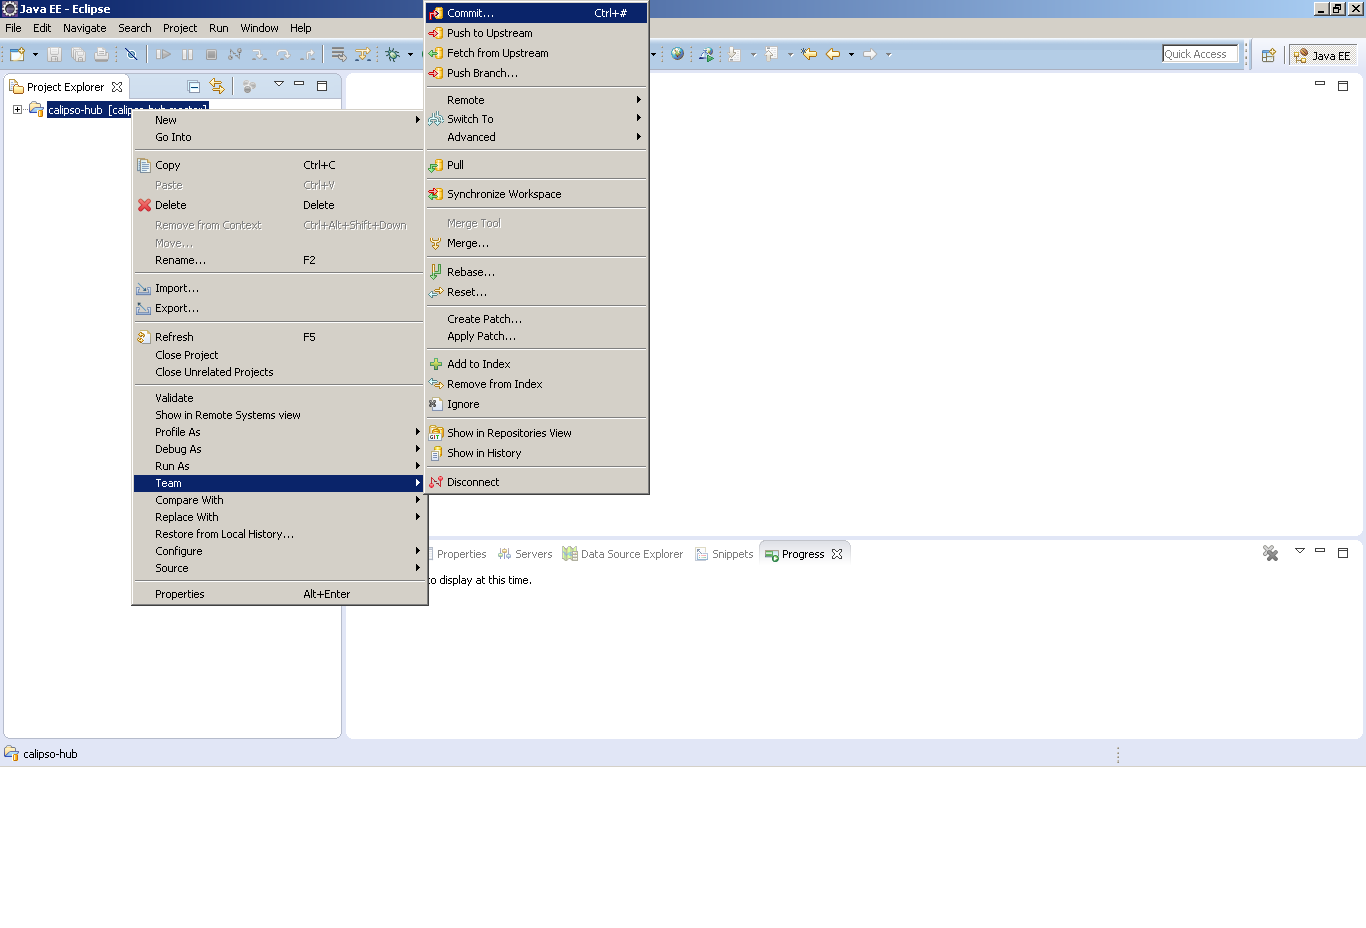 Java EE - Eclipse
File Edit Navigate Search Project Run Window Help
Quick Access
Java EE
Project Explorer
calipso-hub [calipso-hub master]
New
Go Into
Copy Ctrl+C
Paste Ctrl+V
Delete Delete
Remove from Context Ctrl+Alt+Shift+Down
Move...
Rename... F2
Import...
Export...
Refresh F5
Close Project
Close Unrelated Projects
Validate
Show in Remote Systems view
Profile As
Debug As
Run As
Team
Compare With
Replace With
Restore from Local History...
Configure
Source
Properties Alt+Enter
Commit... Ctrl+#
Push to Upstream
Fetch from Upstream
Push Branch...
Remote
Switch To
Advanced
Pull
Synchronize Workspace
Merge Tool
Merge...
Rebase...
Reset...
Create Patch...
Apply Patch...
Add to Index
Remove from Index
Ignore
GIT Show in Repositories View
Show in History
Disconnect
Properties Servers Data Source Explorer Snippets Progress
to display at this time.
calipso-hub